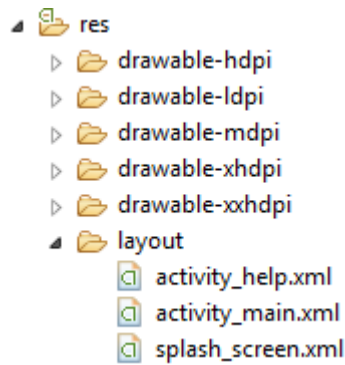 res
drawable-hdpi
drawable-ldpi
drawable-mdpi
drawable-xhdpi
drawable-xxhdpi
layout
activity_help.xml
activity_main.xml
splash_screen.xml